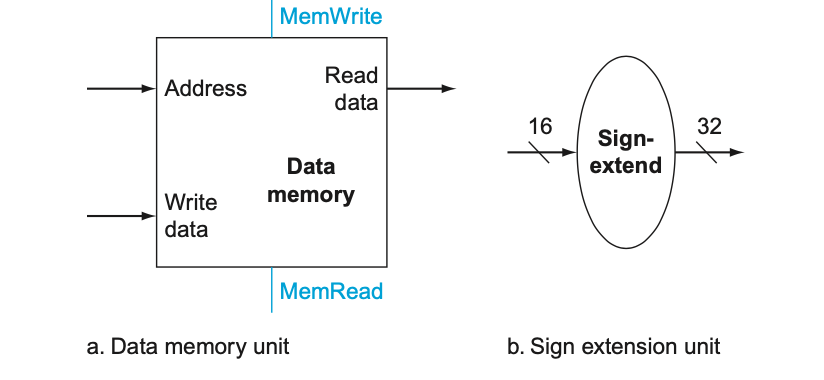 MemWrite
Address
Read
data
Data
memory
Write
data
MemRead
a. Data memory unit
16
Sign-
extend
32
b. Sign extension unit